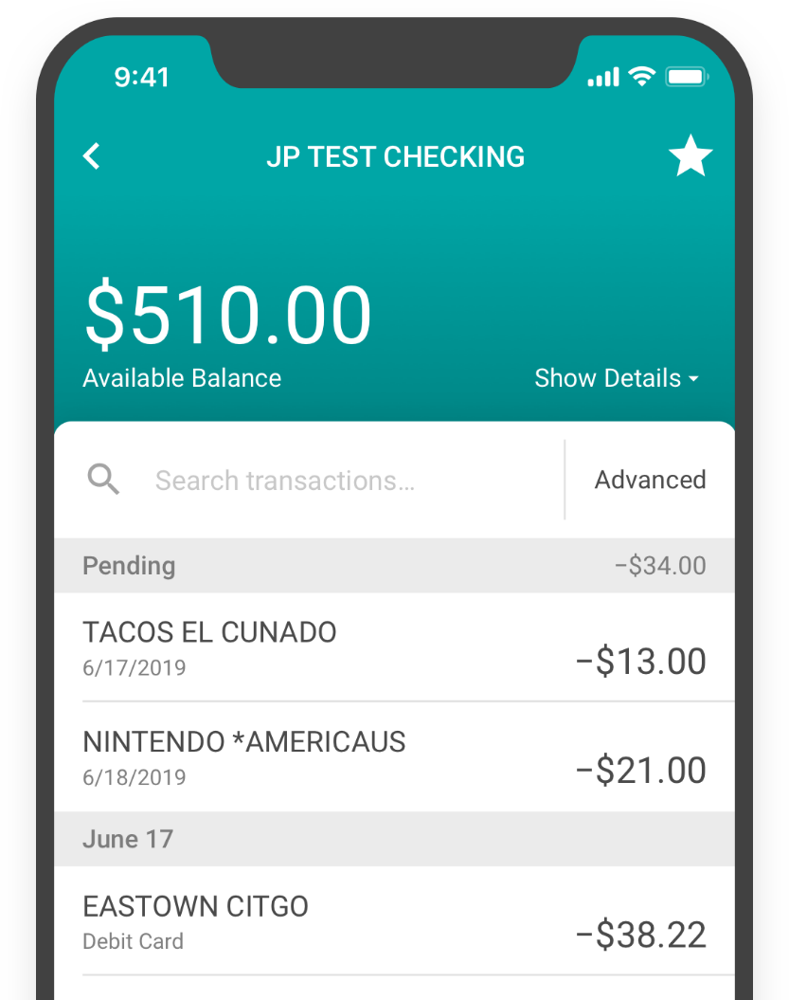 9:41
JP TEST CHECKING
$510.00
Available Balance
Show Details
Search transactions...
Advanced
Pending
−$34.00
TACOS EL CUNADO
6/17/2019
−$13.00
NINTENDO *AMERICAUS
6/18/2019
−$21.00
June 17
EASTOWN CITGO
Debit Card
−$38.22